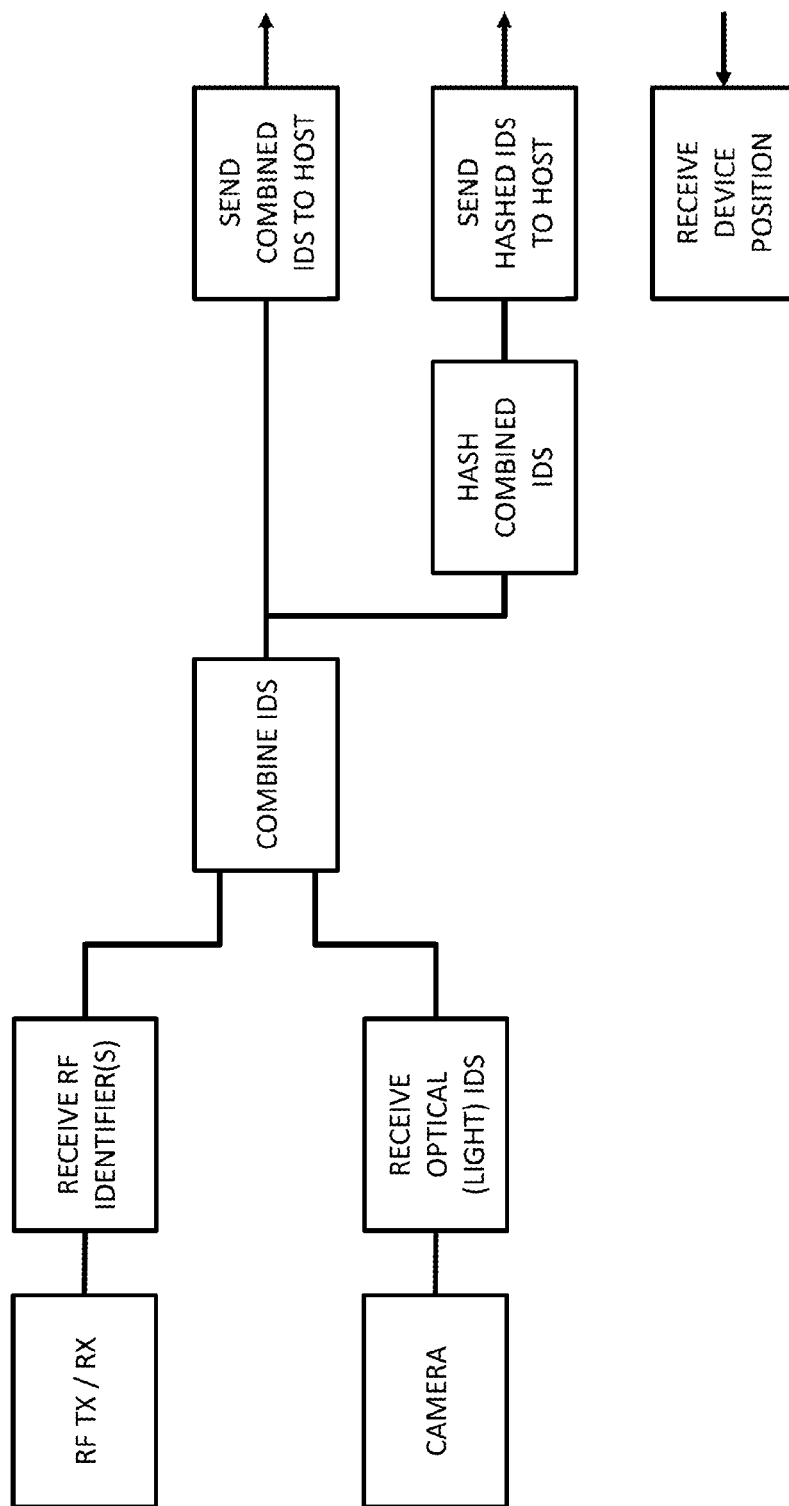 RF TX / RX
RECEIVE RF
IDENTIFIER(S)
CAMERA
RECEIVE
OPTICAL
(LIGHT) IDS
COMBINE IDS
SEND
COMBINED
IDS TO HOST
HASH
COMBINED
IDS
SEND
HASHED IDS
TO HOST
RECEIVE
DEVICE
POSITION